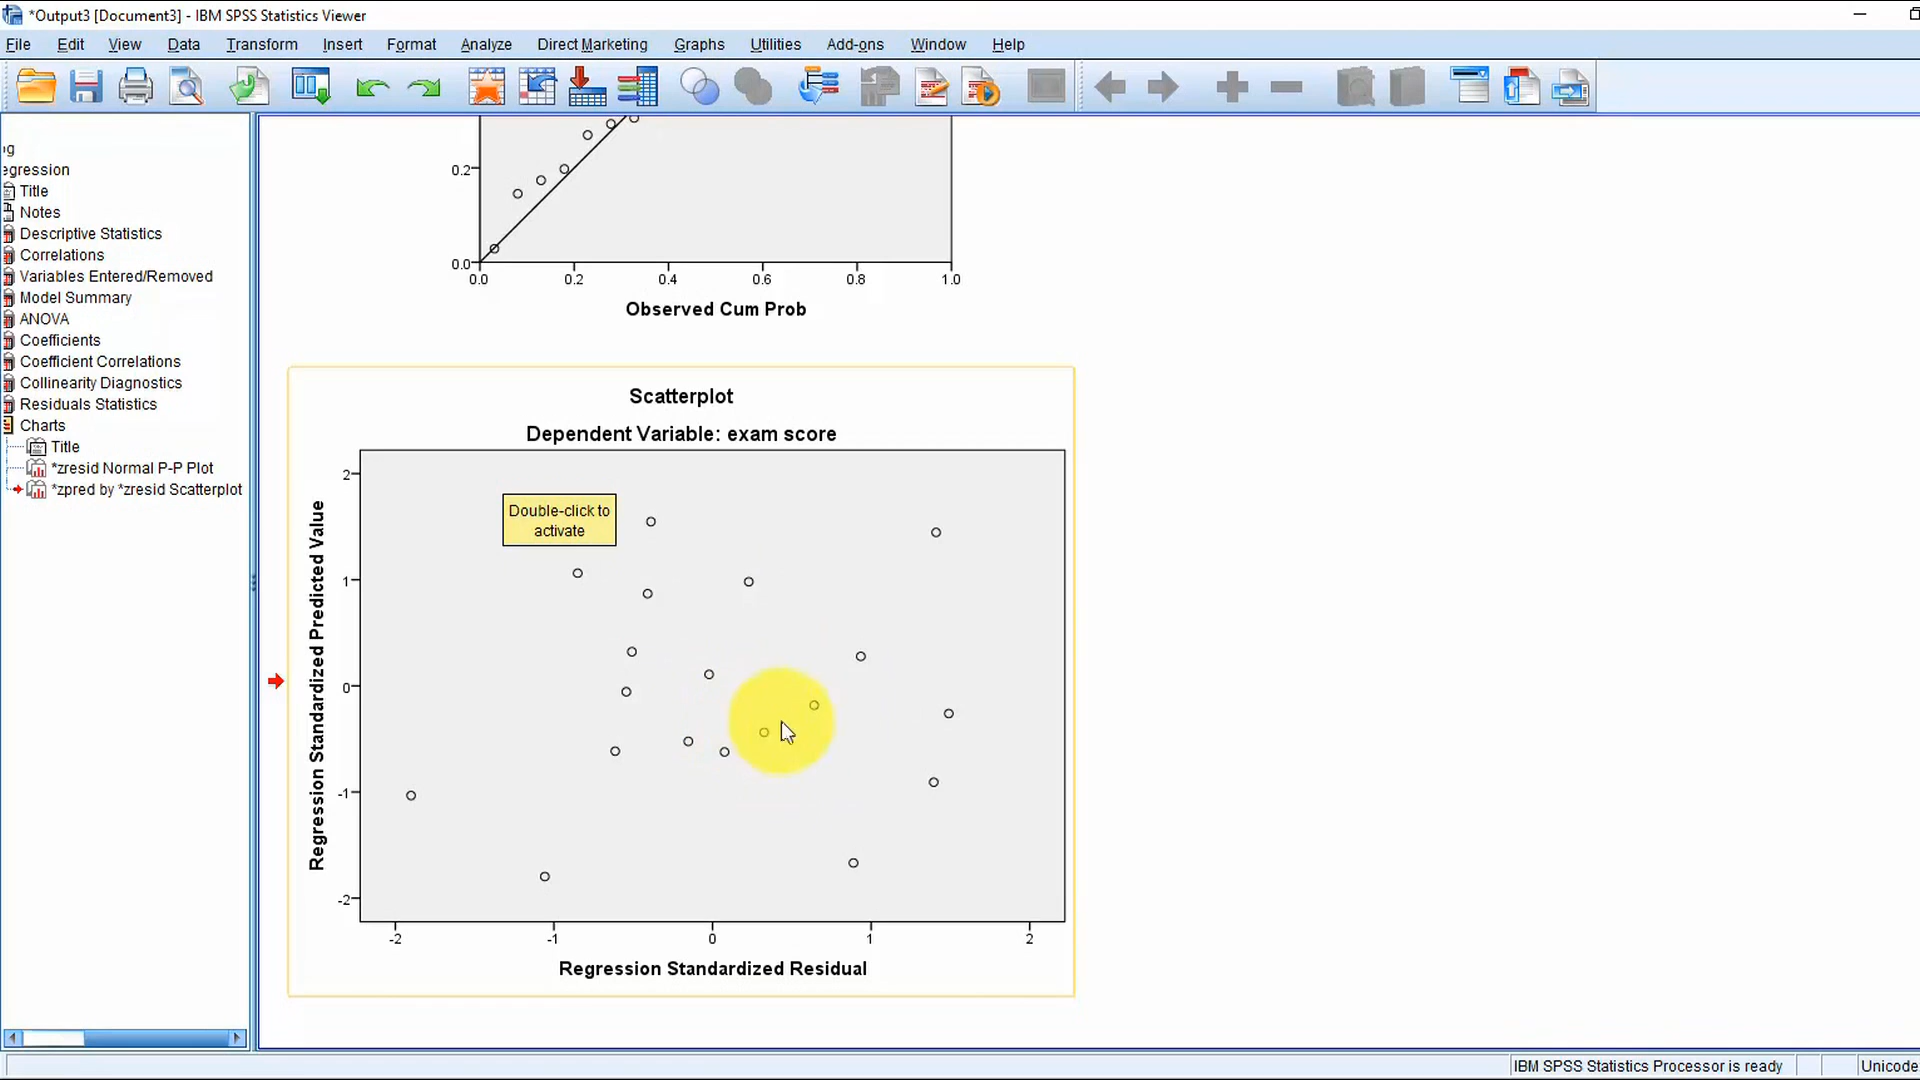 *Output3 [Document3] - IBM SPSS Statistics Viewer
File Edit View Data Transform Insert Format Analyze Direct Marketing Graphs Utilities Add-ons Window Help
og
egression
Title
Notes
Descriptive Statistics
Correlations
Variables Entered/Removed
Model Summary
ANOVA
Coefficients
Coefficient Correlations
Collinearity Diagnostics
Residuals Statistics
Charts
Title
*zresid Normal P-P Plot
*zpred by *zresid Scatterplot
0.2
0.0
0.0 0.2 0.4 0.6 0.8 1.0
Observed Cum Prob
Scatterplot
Dependent Variable: exam score
Regression Standardized Predicted Value
2
1
0
-1
-2
Double-click to
activate
-2 -1 0 1 2
Regression Standardized Residual
IBM SPSS Statistics Processor is ready
Unicode